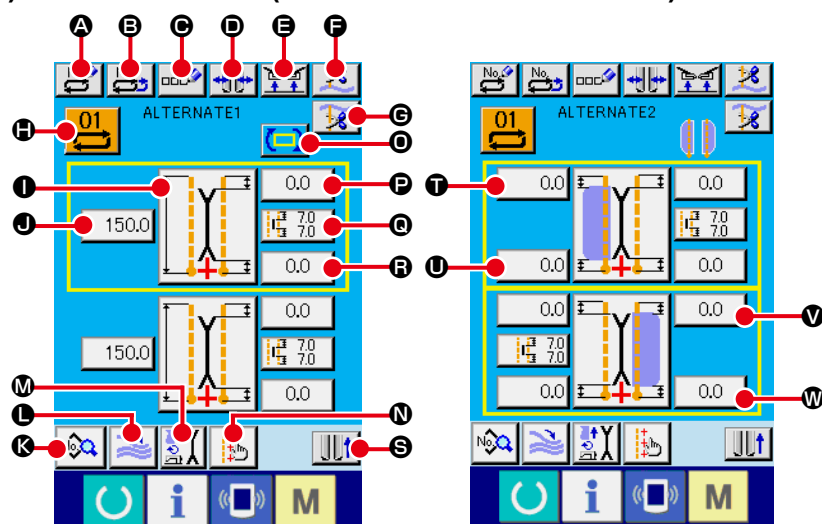 A B C D E F
No. No.
H 01 ALTERNATE1 G
01 ALTERNATE2
O
I 0.0 P
T 0.0 0.0
J 150.0 7.0 7.0 Q
7.0 7.0
0.0 R
U 0.0 0.0
0.0
0.0 0.0 V
150.0 7.0 7.0
7.0 7.0
M 0.0
0.0 0.0 W
L N
K No. S
No.
i M
i M